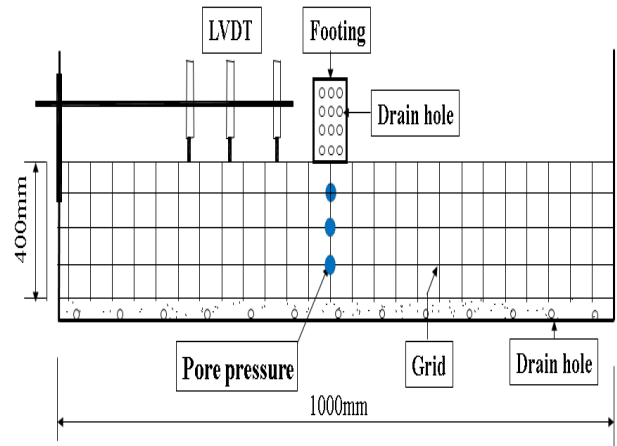 LVDT
Footing
Drain hole
400mm
Pore pressure
Grid
Drain hole
1000mm